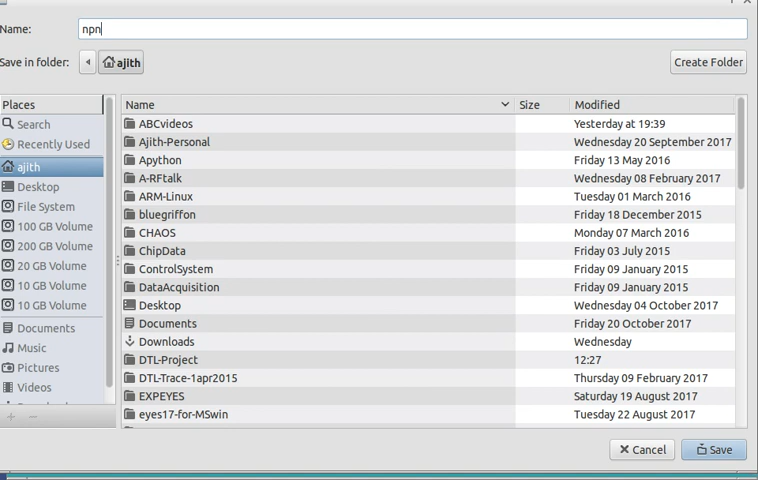 Name: npn
Save in folder: ajith Create Folder
Places Name Size Modified
Search ABCvideos Yesterday at 19:39
Recently Used Ajith-Personal Wednesday 20 September 2017
ajith Apython Friday 13 May 2016
Desktop A-RFtalk Wednesday 08 February 2017
File System ARM-Linux Tuesday 01 March 2016
100 GB Volume bluegriffon Friday 18 December 2015
200 GB Volume CHAOS Monday 07 March 2016
20 GB Volume ChipData Friday 03 July 2015
10 GB Volume ControlSystem Friday 09 January 2015
10 GB Volume DataAcquisition Friday 09 January 2015
Desktop Wednesday 04 October 2017
Documents Documents Friday 20 October 2017
Music Downloads Wednesday
Pictures DTL-Project 12:27
Videos DTL-Trace-1apr2015 Thursday 09 February 2017
EXPEYES Saturday 19 August 2017
+ − eyes17-for-MSwin Tuesday 22 August 2017
Cancel Save